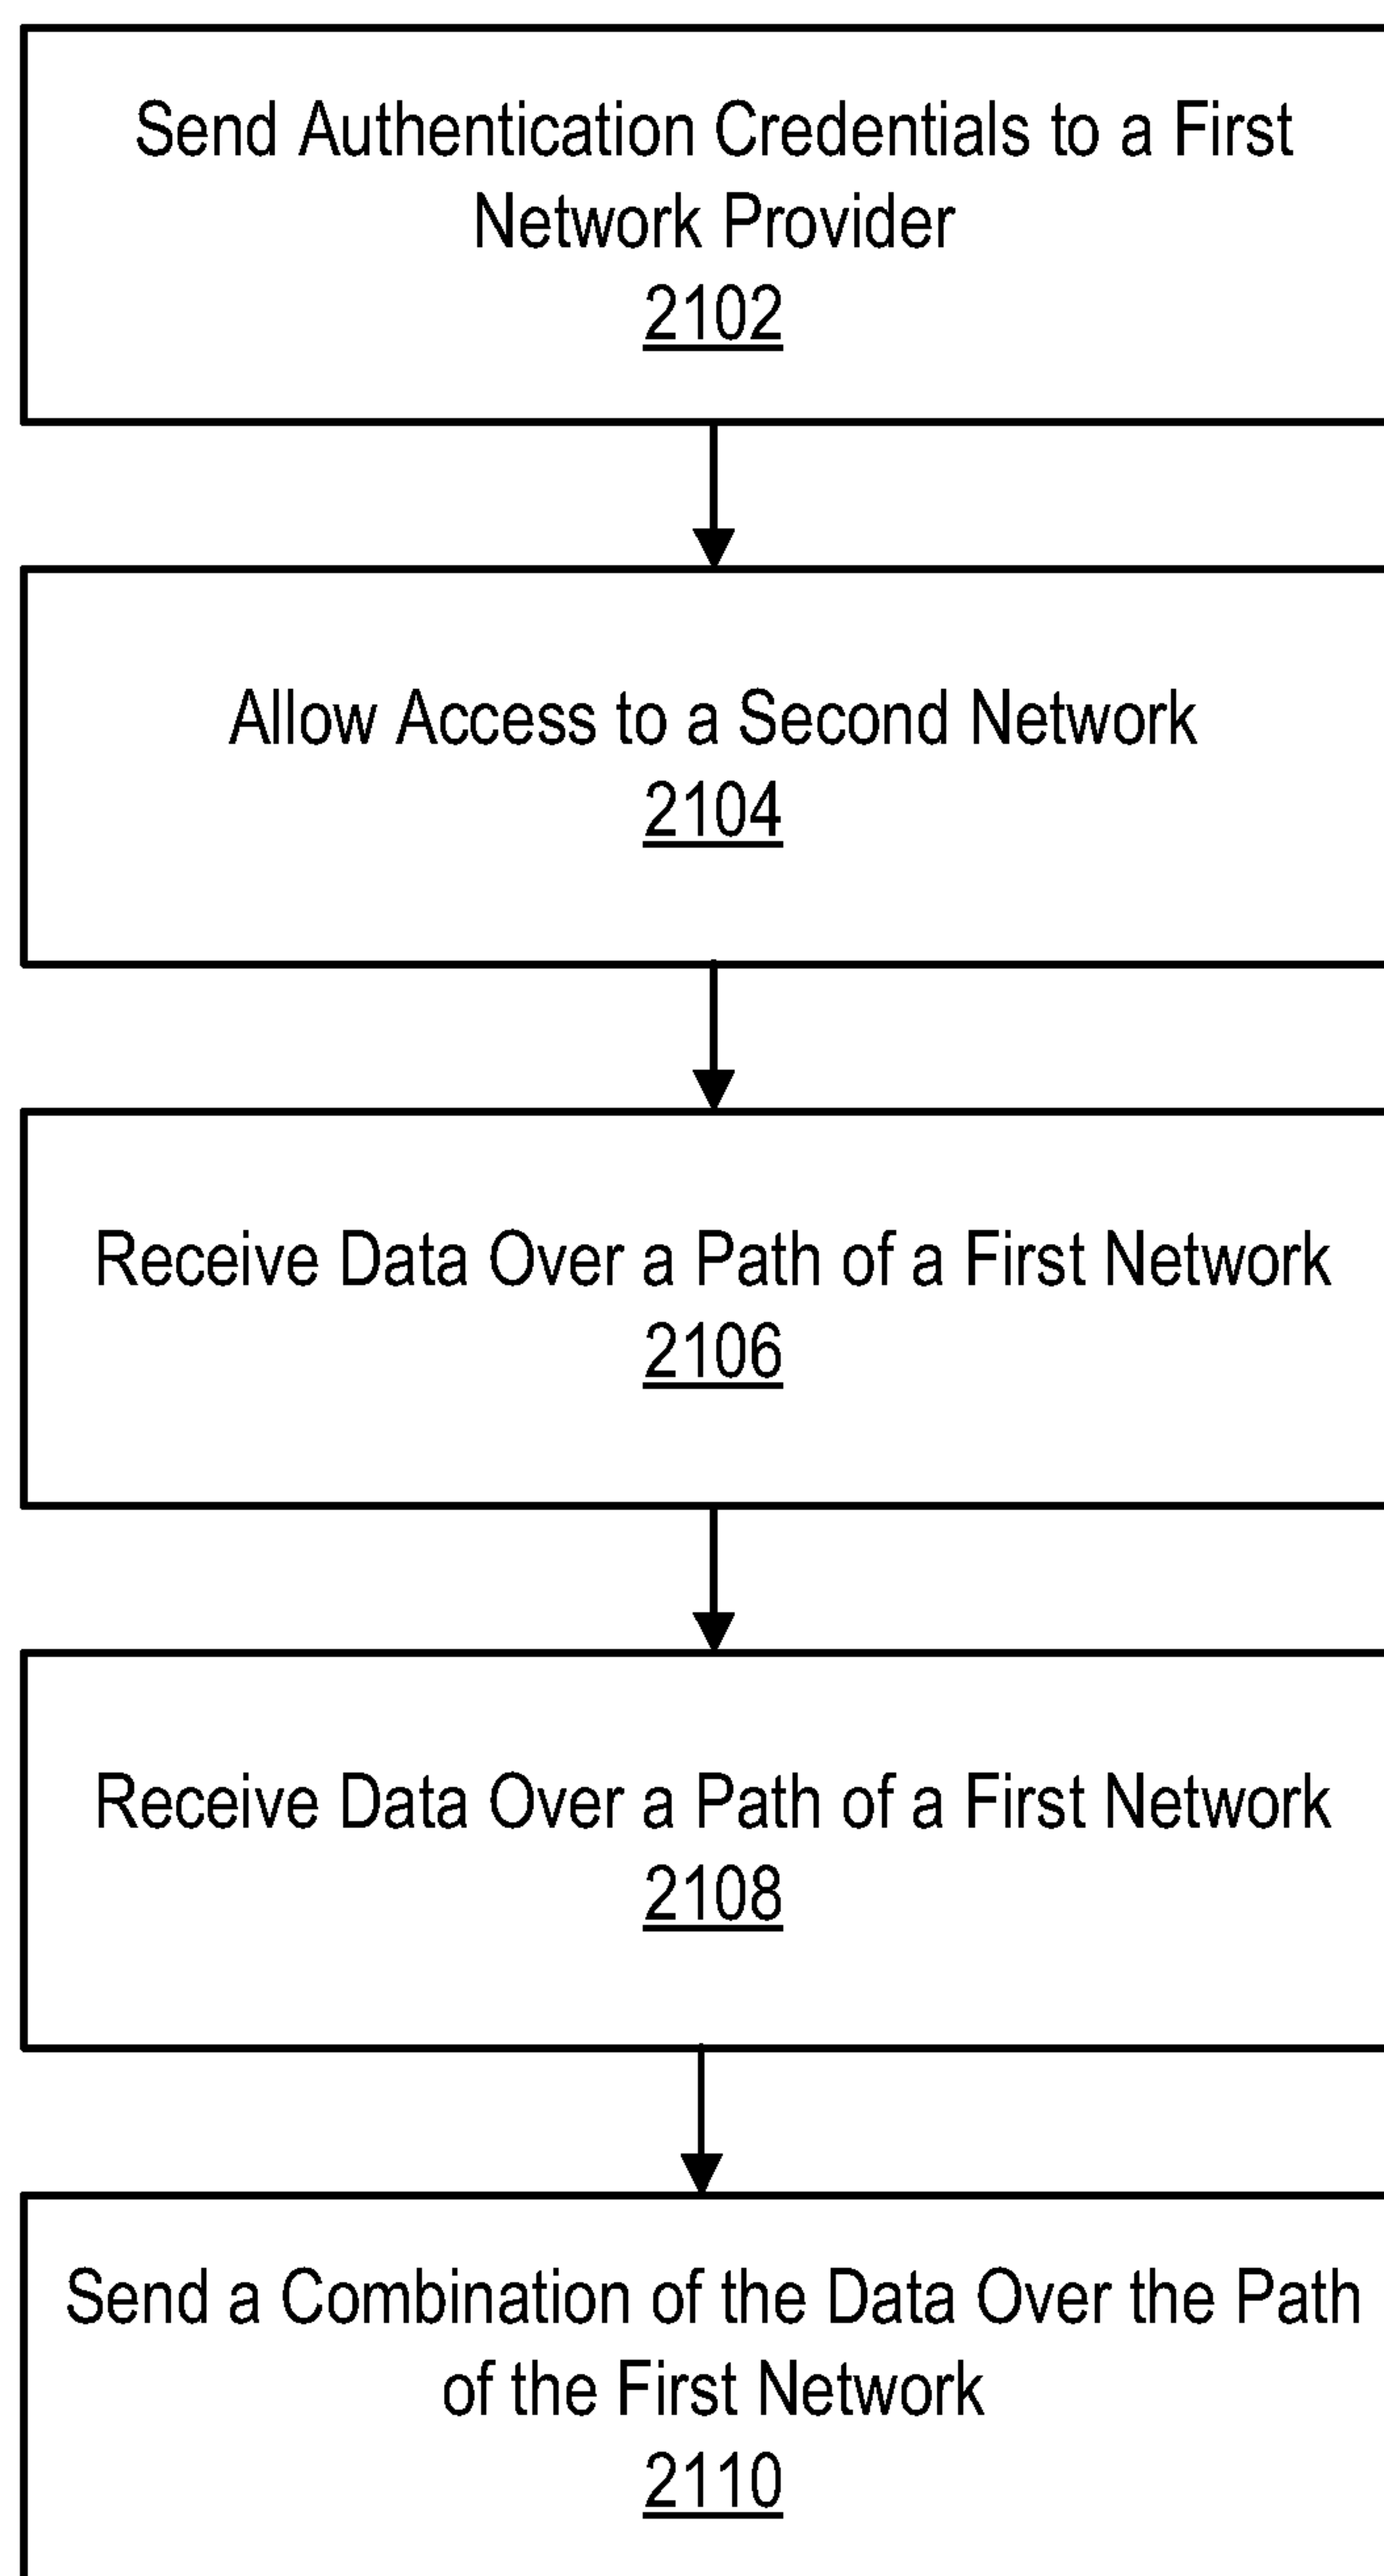 Send Authentication Credentials to a First
Network Provider
2102
Allow Access to a Second Network
2104
Receive Data Over a Path of a First Network
2106
Receive Data Over a Path of a First Network
2108
Send a Combination of the Data Over the Path
of the First Network
2110